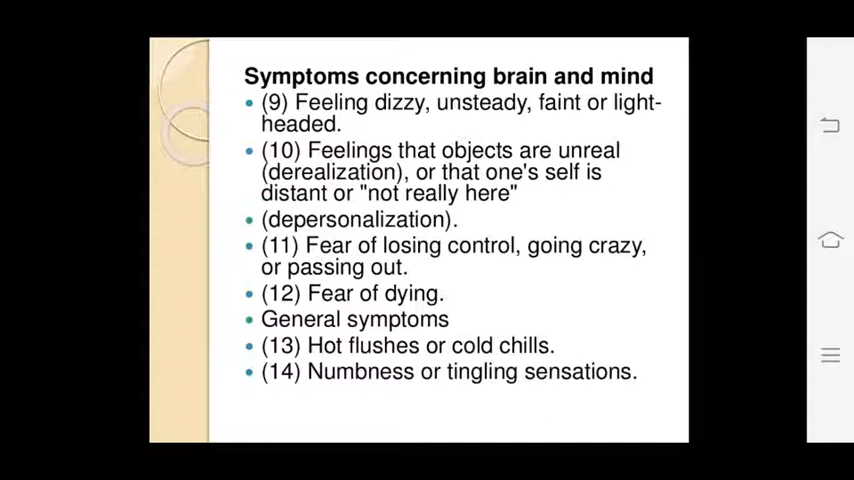 Symptoms concerning brain and mind
• (9) Feeling dizzy, unsteady, faint or light-
headed.
• (10) Feelings that objects are unreal
(derealization), or that one's self is
distant or "not really here"
• (depersonalization).
• (11) Fear of losing control, going crazy,
or passing out.
• (12) Fear of dying.
• General symptoms
• (13) Hot flushes or cold chills.
• (14) Numbness or tingling sensations.